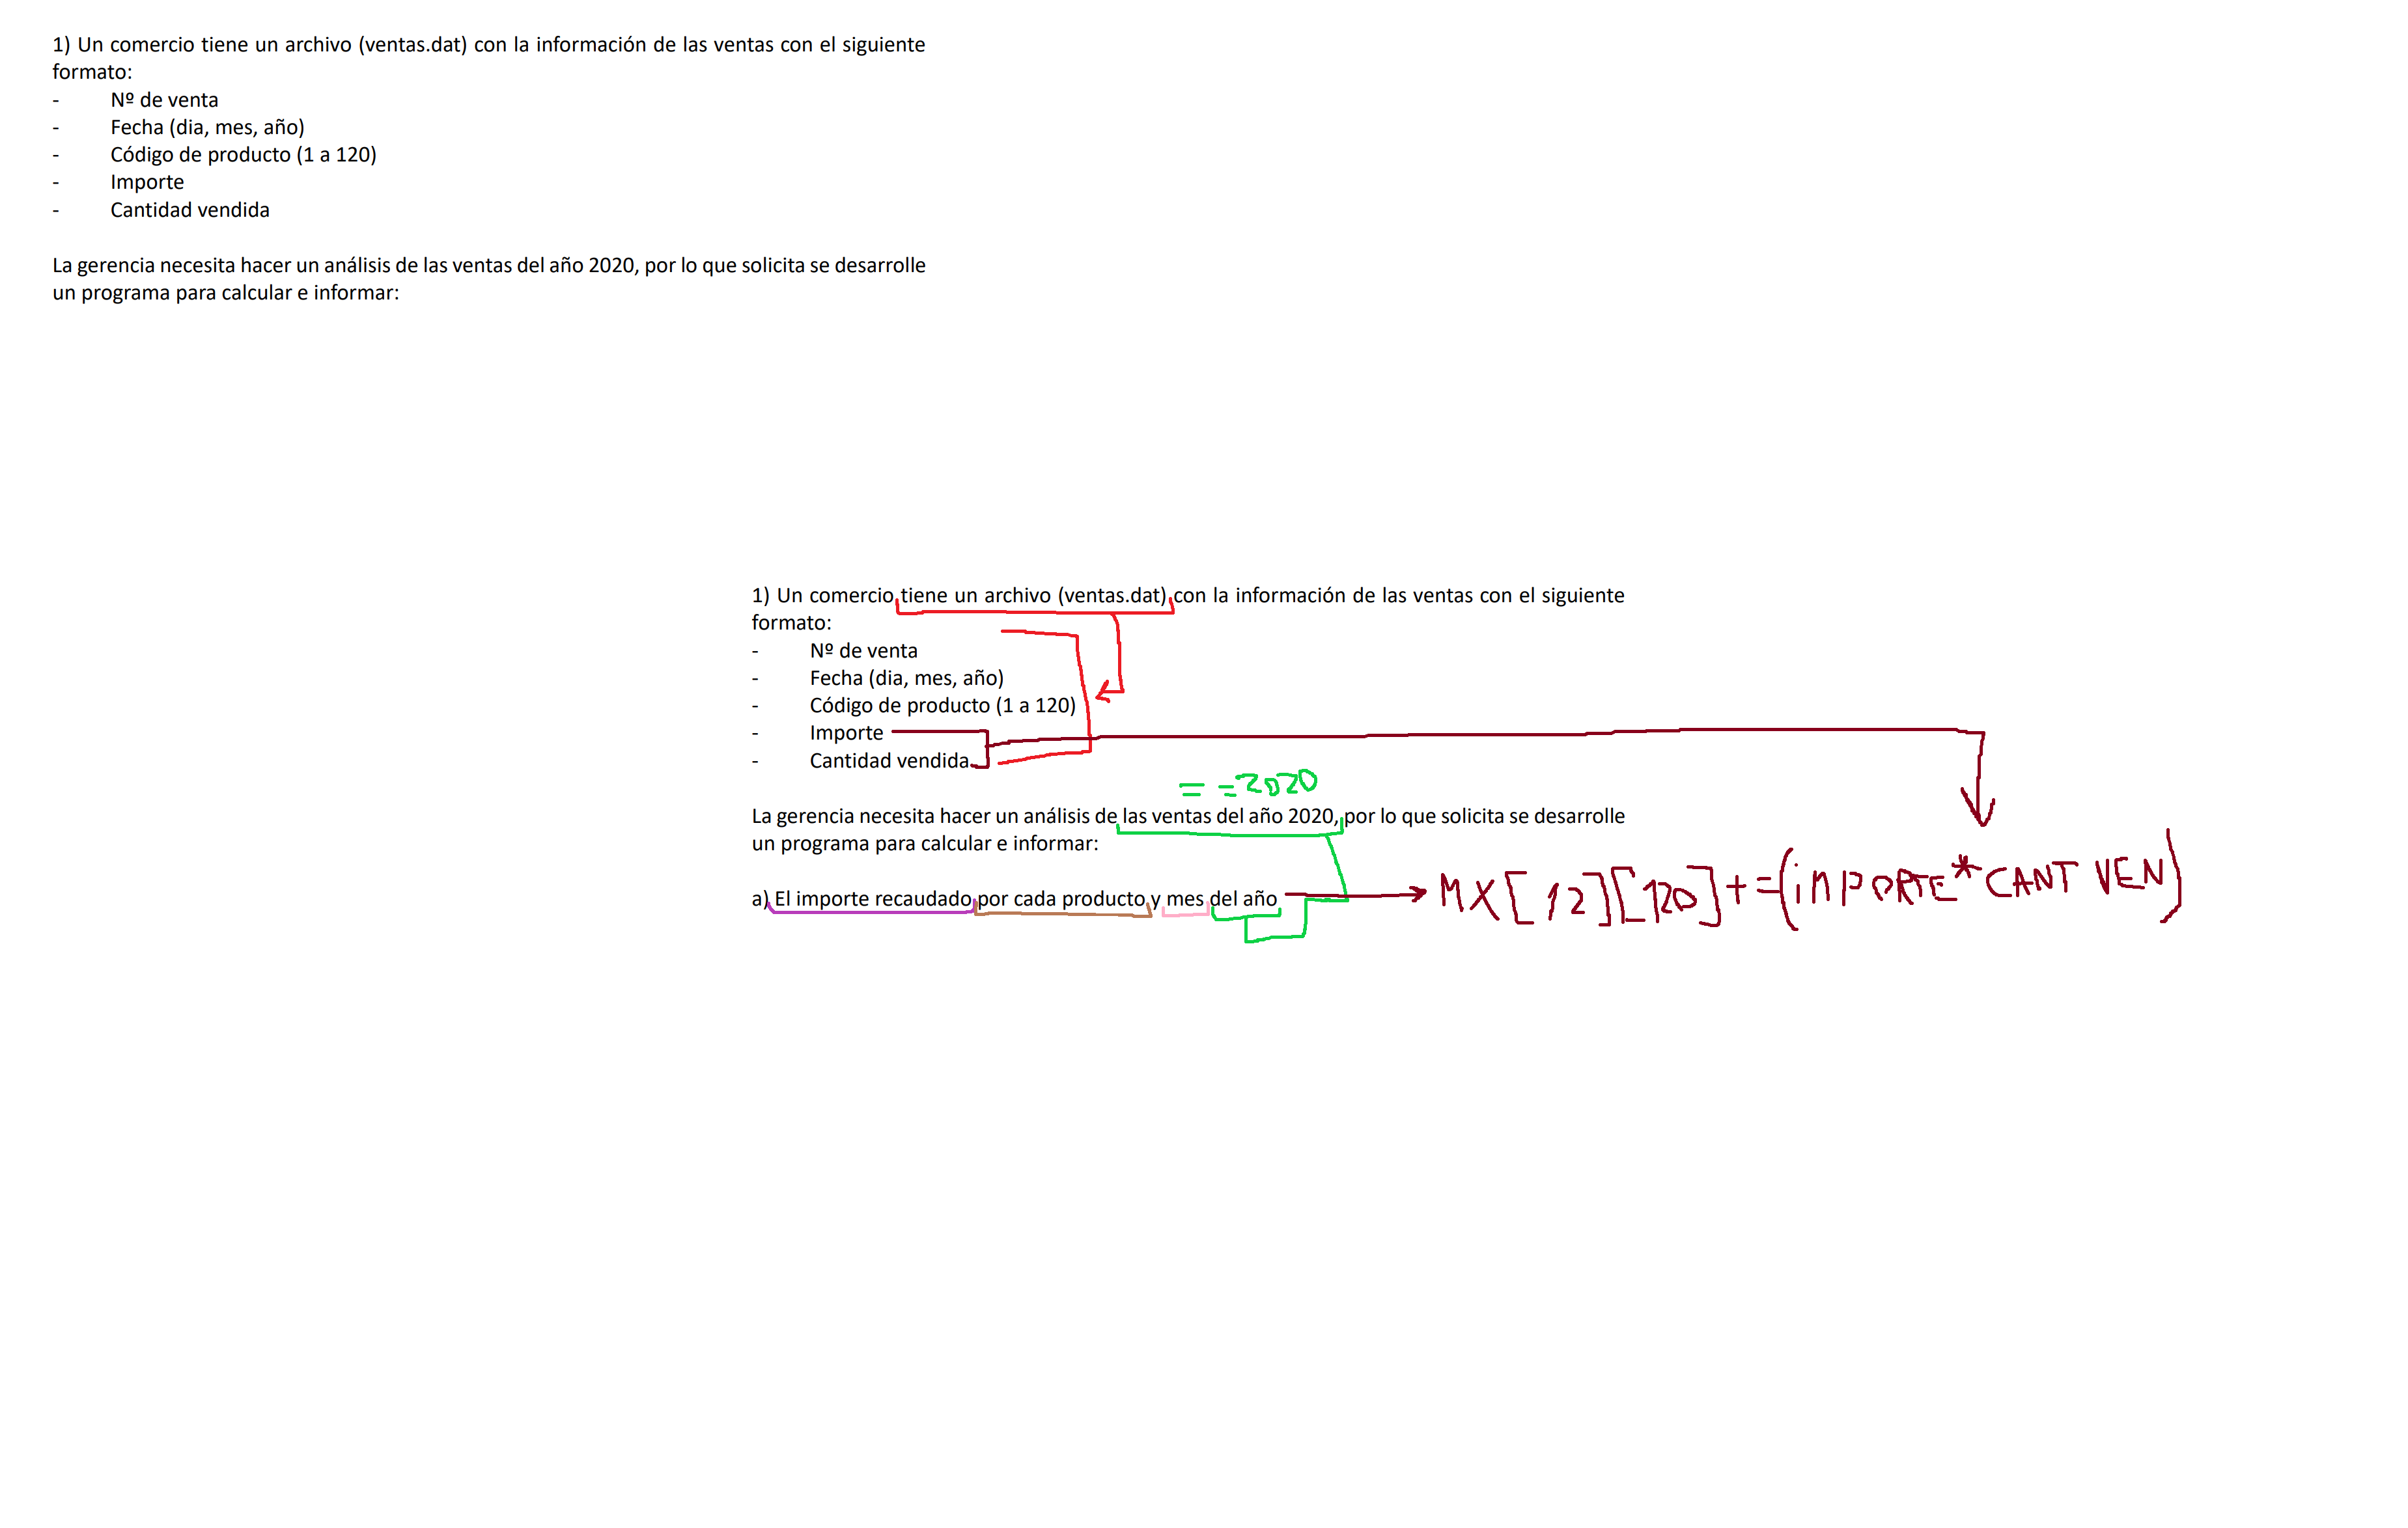 1) Un comercio tiene un archivo (ventas.dat) con la información de las ventas con el siguiente
formato:
- Nº de venta
- Fecha (dia, mes, año)
- Código de producto (1 a 120)
- Importe
- Cantidad vendida
La gerencia necesita hacer un análisis de las ventas del año 2020, por lo que solicita se desarrolle
un programa para calcular e informar:
1) Un comercio tiene un archivo (ventas.dat) con la información de las ventas con el siguiente
formato:
- Nº de venta
- Fecha (dia, mes, año)
- Código de producto (1 a 120)
- Importe
- Cantidad vendida
= =2020
La gerencia necesita hacer un análisis de las ventas del año 2020, por lo que solicita se desarrolle
un programa para calcular e informar:
a) El importe recaudado por cada producto y mes del año
MX[12][120]+=(imPORTE*CANT VEN)